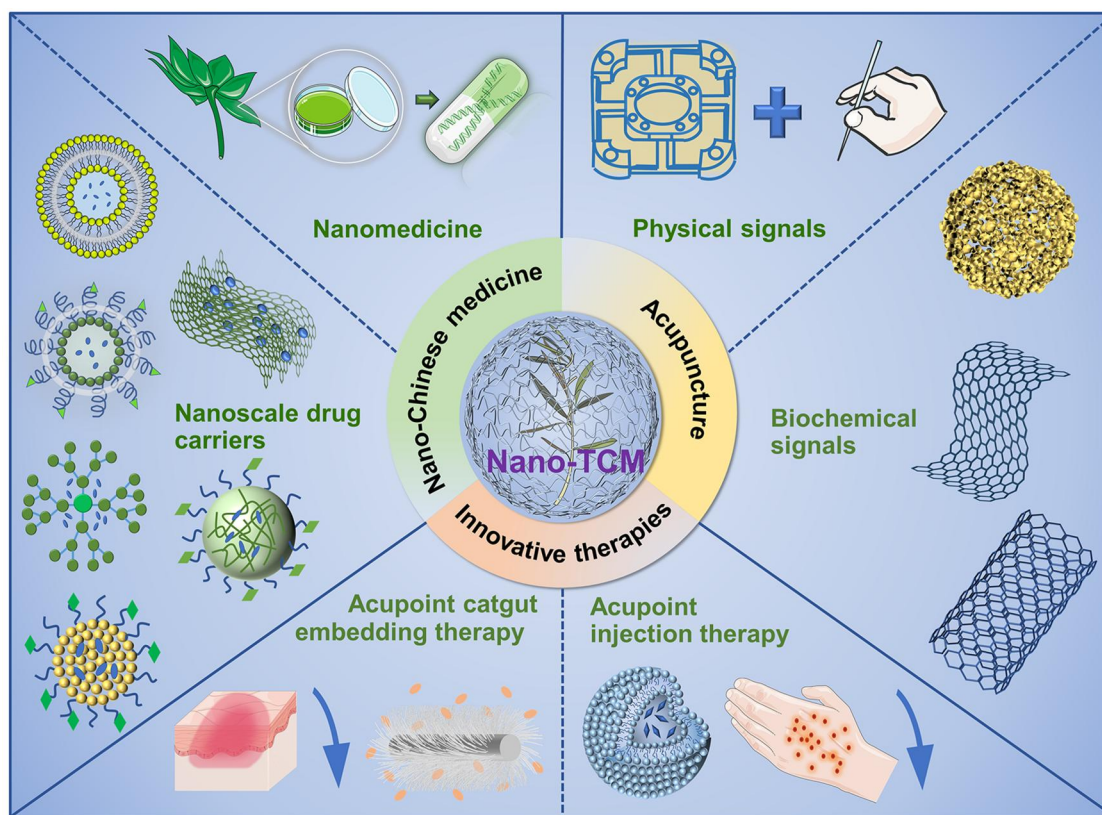 Nanomedicine
Physical signals
Nano-Chinese medicine
Acupuncture
Nanoscale drug
carriers
Biochemical
signals
Nano-TCM
Innovative therapies
Acupoint catgut
embedding therapy
Acupoint
injection therapy